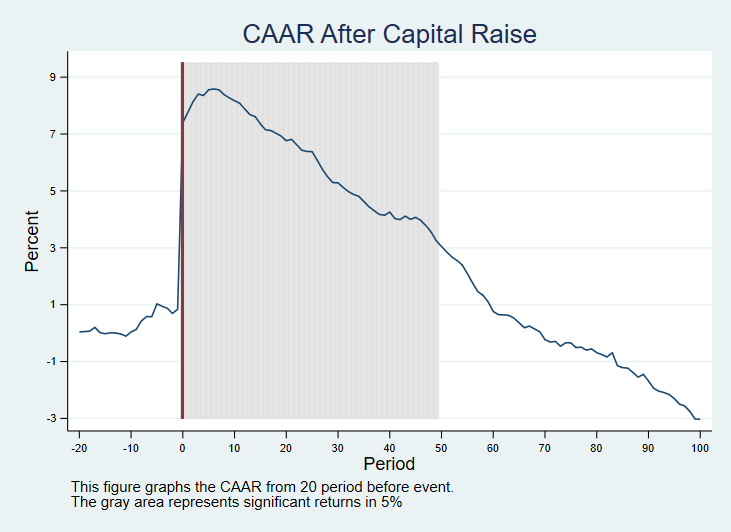 CAAR After Capital Raise
9
7
5
3
1
-1
-3
Percent
-20 -10 0 10 20 30 40 50 60 70 80 90 100
Period
This figure graphs the CAAR from 20 period before event.
The gray area represents significant returns in 5%